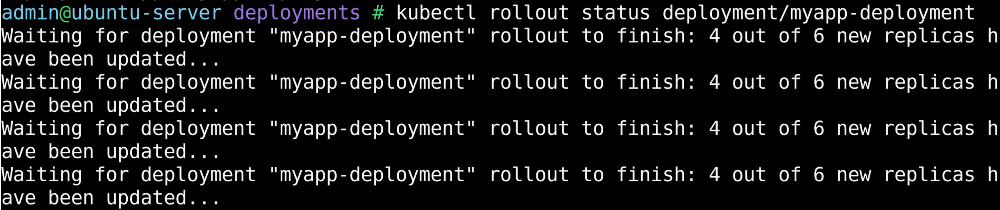 admin@ubuntu-server deployments # kubectl rollout status deployment/myapp-deployment
Waiting for deployment "myapp-deployment" rollout to finish: 4 out of 6 new replicas h
ave been updated...
Waiting for deployment "myapp-deployment" rollout to finish: 4 out of 6 new replicas h
ave been updated...
Waiting for deployment "myapp-deployment" rollout to finish: 4 out of 6 new replicas h
ave been updated...
Waiting for deployment "myapp-deployment" rollout to finish: 4 out of 6 new replicas h
ave been updated...